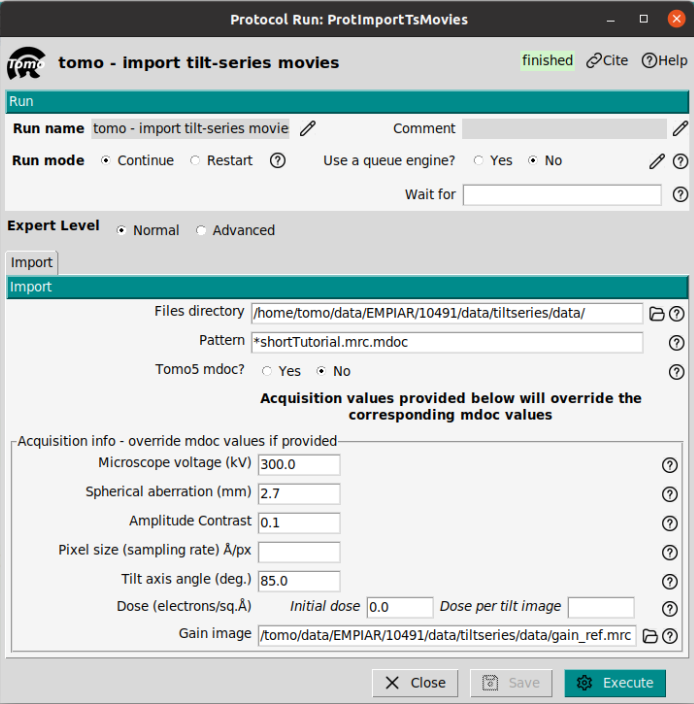 Protocol Run: ProtImportTsMovies
Tomo
tomo - import tilt-series movies
finished Cite Help
Run
Run name tomo - import tilt-series movie Comment
Run mode Continue Restart Use a queue engine? Yes No
Wait for
Expert Level Normal Advanced
Import
Import
Files directory /home/tomo/data/EMPIAR/10491/data/tiltseries/data/
Pattern *shortTutorial.mrc.mdoc
Tomo5 mdoc? Yes No
Acquisition values provided below will override the
corresponding mdoc values
Acquisition info - override mdoc values if provided
Microscope voltage (kV) 300.0
Spherical aberration (mm) 2.7
Amplitude Contrast 0.1
Pixel size (sampling rate) Å/px
Tilt axis angle (deg.) 85.0
Dose (electrons/sq.Å) Initial dose 0.0 Dose per tilt image
Gain image /tomo/data/EMPIAR/10491/data/tiltseries/data/gain_ref.mrc
Close Save Execute